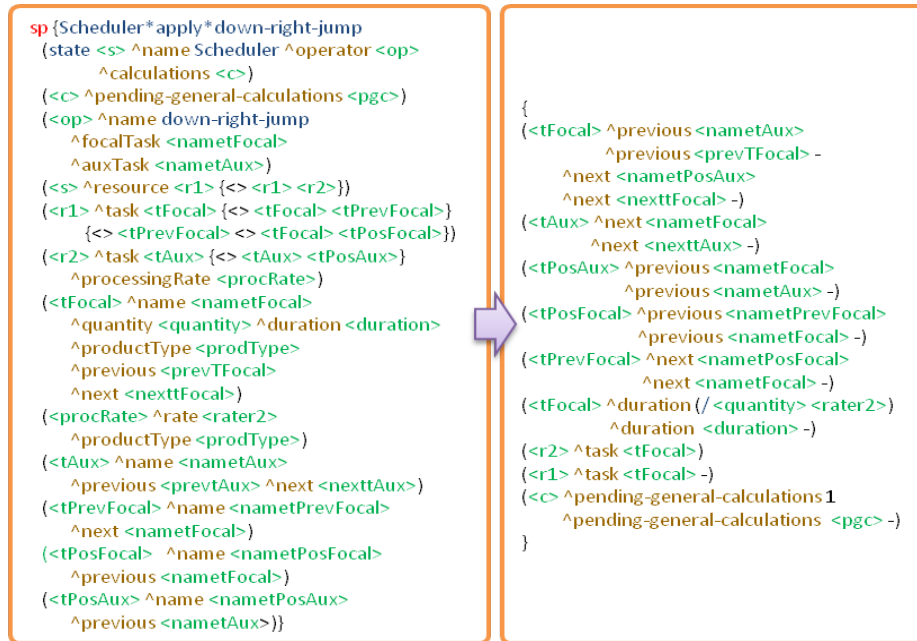 sp {Scheduler*apply*down-right-jump
(state <s> ^name Scheduler ^operator <op>
^calculations <c>)
(<c> ^pending-general-calculations <pgc>)
(<op> ^name down-right-jump
^focalTask <nametFocal>
^auxTask <nametAux>)
(<s> ^resource <r1> {<> <r1> <r2>})
(<r1> ^task <tFocal> {<> <tFocal> <tPrevFocal>}
{<> <tPrevFocal> <> <tFocal> <tPosFocal>})
(<r2> ^task <tAux> {<> <tAux> <tPosAux>}
^processingRate <procRate>)
(<tFocal> ^name <nametFocal>
^quantity <quantity> ^duration <duration>
^productType <prodType>
^previous <prevTFocal>
^next <nexttFocal>)
(<procRate> ^rate <rater2>
^productType <prodType>)
(<tAux> ^name <nametAux>
^previous <prevtAux> ^next <nexttAux>)
(<tPrevFocal> ^name <nametPrevFocal>
^next <nametFocal>)
(<tPosFocal> ^name <nametPosFocal>
^previous <nametFocal>)
(<tPosAux> ^name <nametPosAux>
^previous <nametAux>)}
{
(<tFocal> ^previous <nametAux>
^previous <prevTFocal> -
^next <nametPosAux>
^next <nexttFocal> -)
(<tAux> ^next <nametFocal>
^next <nexttAux> -)
(<tPosAux> ^previous <nametFocal>
^previous <nametAux> -)
(<tPosFocal> ^previous <nametPrevFocal>
^previous <nametFocal> -)
(<tPrevFocal> ^next <nametPosFocal>
^next <nametFocal> -)
(<tFocal> ^duration (/ <quantity> <rater2>)
^duration <duration> -)
(<r2> ^task <tFocal>)
(<r1> ^task <tFocal> -)
(<c> ^pending-general-calculations 1
^pending-general-calculations <pgc> -)
}